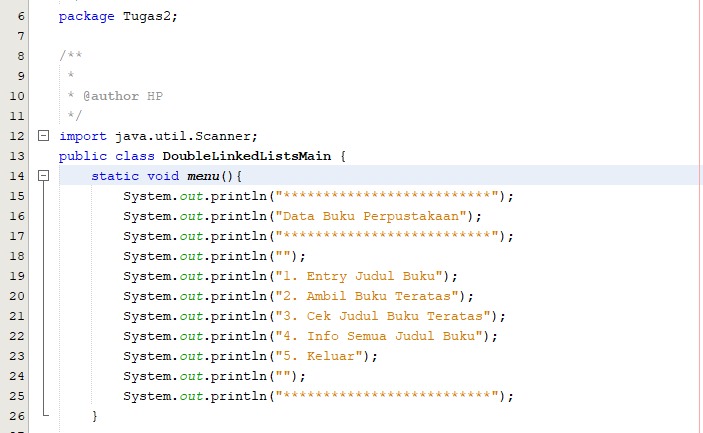 6 package Tugas2;
7
8 /**
9 *
10 * @author HP
11 */
12 import java.util.Scanner;
13 public class DoubleLinkedListsMain {
14 static void menu(){
15 System.out.println("**************************");
16 System.out.println("Data Buku Perpustakaan");
17 System.out.println("**************************");
18 System.out.println("");
19 System.out.println("1. Entry Judul Buku");
20 System.out.println("2. Ambil Buku Teratas");
21 System.out.println("3. Cek Judul Buku Teratas");
22 System.out.println("4. Info Semua Judul Buku");
23 System.out.println("5. Keluar");
24 System.out.println("");
25 System.out.println("**************************");
26 }